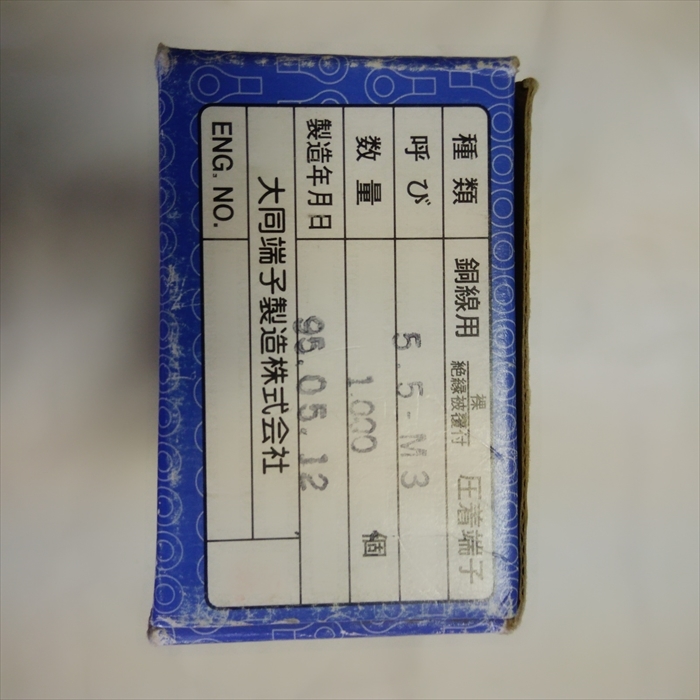 種類 銅線用 裸 圧着端子
絶縁被覆付
呼び 5.5-M3
数量 1.000 個
製造年月日 95.05.12
大同端子製造株式会社
ENG. NO.